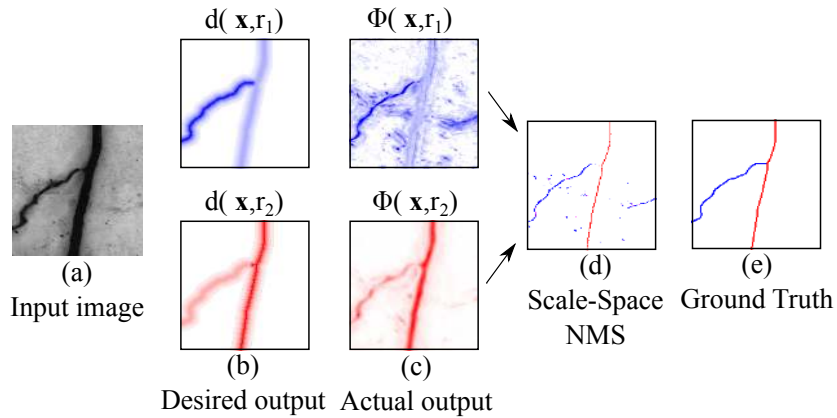 d( x,r₁)
Φ( x,r₁)
d( x,r₂)
Φ( x,r₂)
(a)
Input image
(b)
Desired output
(c)
Actual output
(d)
Scale-Space
NMS
(e)
Ground Truth